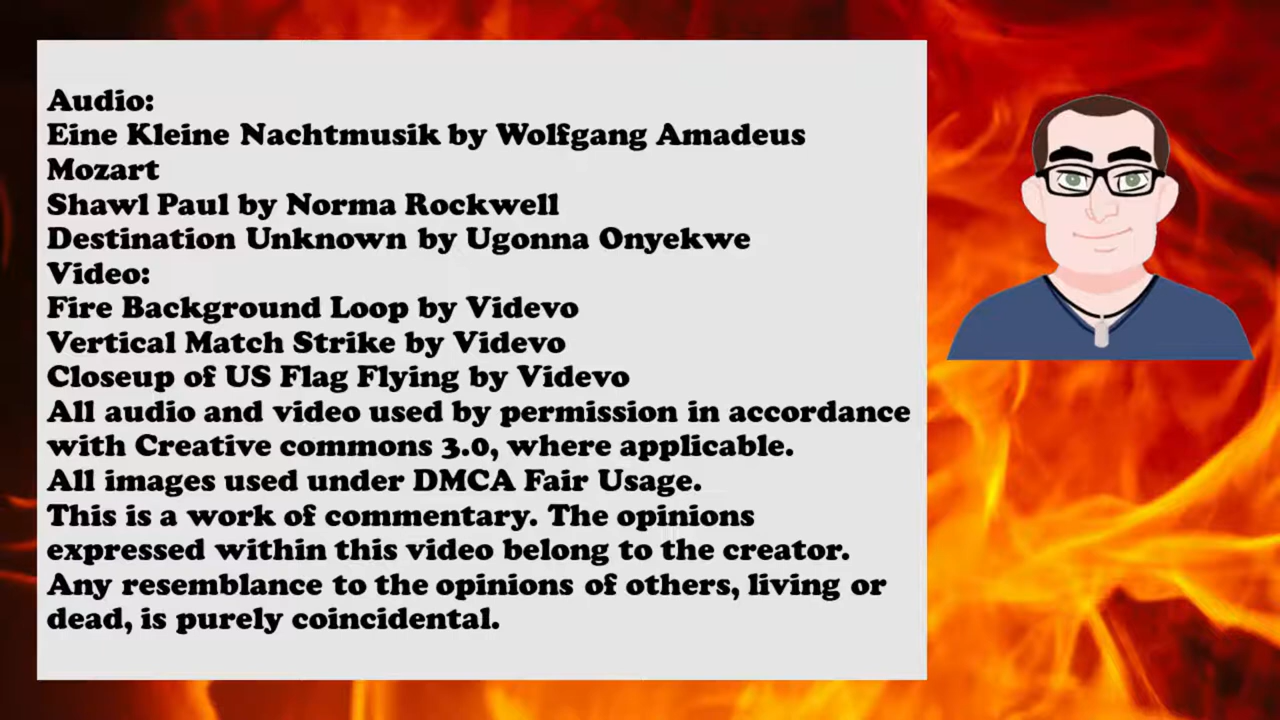 Audio:
Eine Kleine Nachtmusik by Wolfgang Amadeus
Mozart
Shawl Paul by Norma Rockwell
Destination Unknown by Ugonna Onyekwe
Video:
Fire Background Loop by Videvo
Vertical Match Strike by Videvo
Closeup of US Flag Flying by Videvo
All audio and video used by permission in accordance
with Creative commons 3.0, where applicable.
All images used under DMCA Fair Usage.
This is a work of commentary. The opinions
expressed within this video belong to the creator.
Any resemblance to the opinions of others, living or
dead, is purely coincidental.